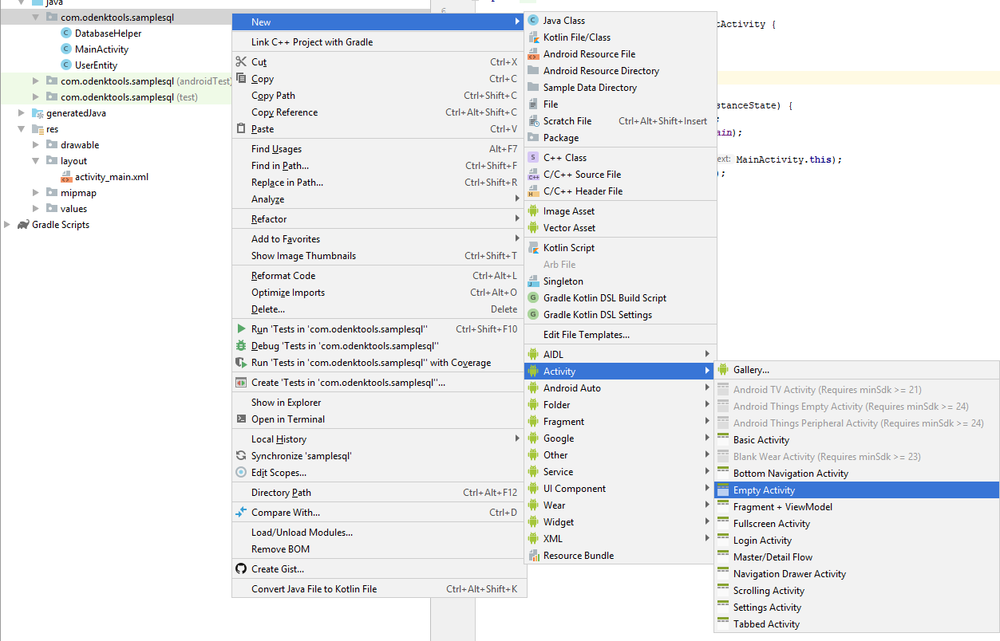 java
com.odenktools.samplesql
DatabaseHelper
MainActivity
UserEntity
com.odenktools.samplesql (androidTest)
com.odenktools.samplesql (test)
generatedJava
res
drawable
layout
activity_main.xml
mipmap
values
Gradle Scripts
New
Link C++ Project with Gradle
Cut Ctrl+X
Copy Ctrl+C
Copy Path Ctrl+Shift+C
Copy Reference Ctrl+Alt+Shift+C
Paste Ctrl+V
Find Usages Alt+F7
Find in Path... Ctrl+Shift+F
Replace in Path... Ctrl+Shift+R
Analyze
Refactor
Add to Favorites
Show Image Thumbnails Ctrl+Shift+T
Reformat Code Ctrl+Alt+L
Optimize Imports Ctrl+Alt+O
Delete... Delete
Run 'Tests in 'com.odenktools.samplesql'' Ctrl+Shift+F10
Debug 'Tests in 'com.odenktools.samplesql''
Run 'Tests in 'com.odenktools.samplesql'' with Coverage
Create 'Tests in 'com.odenktools.samplesql''...
Show in Explorer
Open in Terminal
Local History
Synchronize 'samplesql'
Edit Scopes...
Directory Path Ctrl+Alt+F12
Compare With... Ctrl+D
Load/Unload Modules...
Remove BOM
Create Gist...
Convert Java File to Kotlin File Ctrl+Alt+Shift+K
6
Java Class
Kotlin File/Class
Android Resource File
Android Resource Directory
Sample Data Directory
File
Scratch File Ctrl+Alt+Shift+Insert
Package
C++ Class
C/C++ Source File
C/C++ Header File
Image Asset
Vector Asset
Kotlin Script
Arb File
Singleton
Gradle Kotlin DSL Build Script
Gradle Kotlin DSL Settings
Edit File Templates...
AIDL
Activity
Android Auto
Folder
Fragment
Google
Other
Service
UI Component
Wear
Widget
XML
Resource Bundle
tActivity {
stanceState) {
;
ain);
ext: MainActivity.this);
);
Gallery...
Android TV Activity (Requires minSdk >= 21)
Android Things Empty Activity (Requires minSdk >= 24)
Android Things Peripheral Activity (Requires minSdk >= 24)
Basic Activity
Blank Wear Activity (Requires minSdk >= 23)
Bottom Navigation Activity
Empty Activity
Fragment + ViewModel
Fullscreen Activity
Login Activity
Master/Detail Flow
Navigation Drawer Activity
Scrolling Activity
Settings Activity
Tabbed Activity